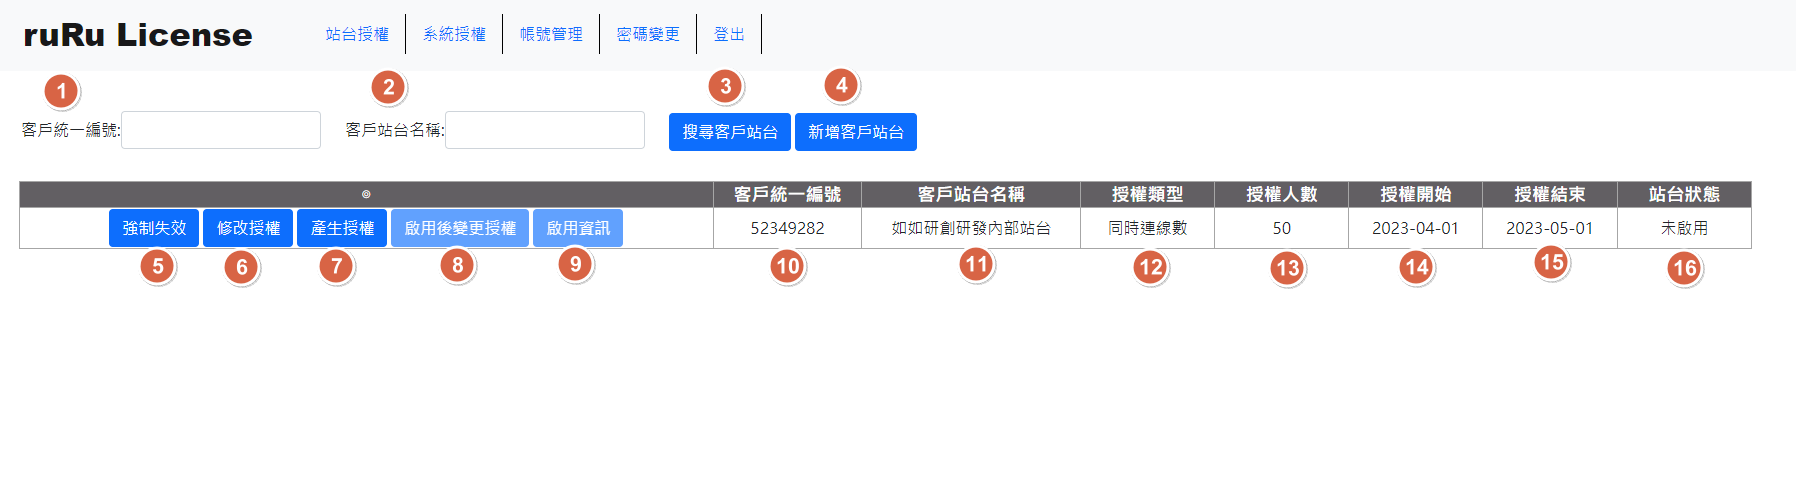 ruRu License 站台授權 系統授權 帳號管理 密碼變更 登出
1 2 3 4
客戶統一編號: 客戶站台名稱: 搜尋客戶站台 新增客戶站台
◎ 客戶統一編號 客戶站台名稱 授權類型 授權人數 授權開始 授權結束 站台狀態
強制失效 修改授權 產生授權 啟用後變更授權 啟用資訊 52349282 如如研創研發內部站台 同時連線數 50 2023-04-01 2023-05-01 未啟用
5 6 7 8 9 10 11 12 13 14 15 16